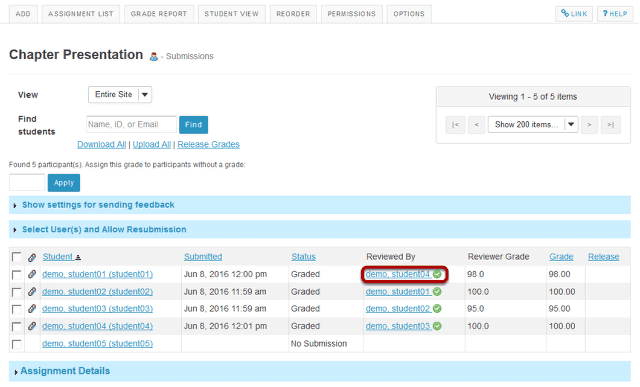 ADD ASSIGNMENT LIST GRADE REPORT STUDENT VIEW REORDER PERMISSIONS OPTIONS LINK ? HELP
Chapter Presentation - Submissions
View Entire Site
Viewing 1 - 5 of 5 items
Find students Name, ID, or Email Find
|< < Show 200 items... > >|
Download All | Upload All | Release Grades
Found 5 participant(s). Assign this grade to participants without a grade:
Apply
Show settings for sending feedback
Select User(s) and Allow Resubmission
Student Submitted Status Reviewed By Reviewer Grade Grade Release
demo, student01 (student01) Jun 8, 2016 12:00 pm Graded demo, student04 98.0 98.00
demo, student02 (student02) Jun 8, 2016 11:59 am Graded demo, student01 100.0 100.00
demo, student03 (student03) Jun 8, 2016 11:59 am Graded demo, student02 95.0 95.00
demo, student04 (student04) Jun 8, 2016 12:01 pm Graded demo, student03 100.0 100.00
demo, student05 (student05) No Submission
Assignment Details